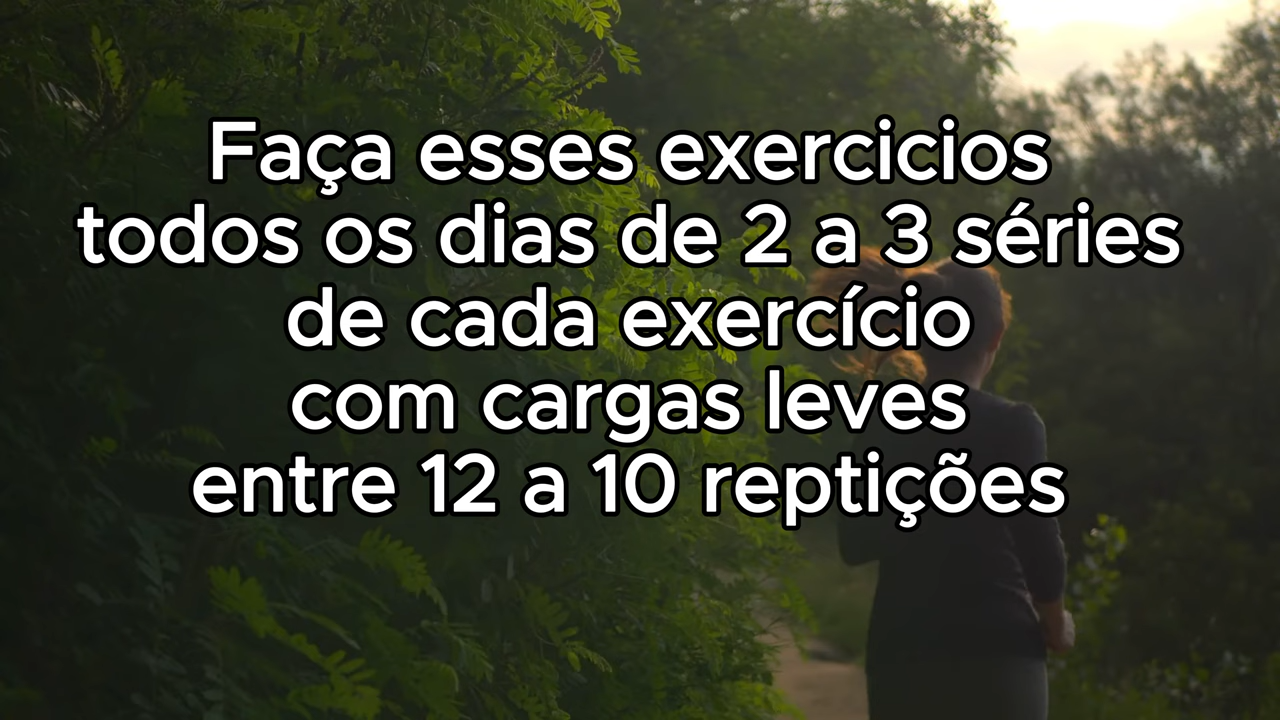 Faça esses exercicios
todos os dias de 2 a 3 séries
de cada exercício
com cargas leves
entre 12 a 10 reptições